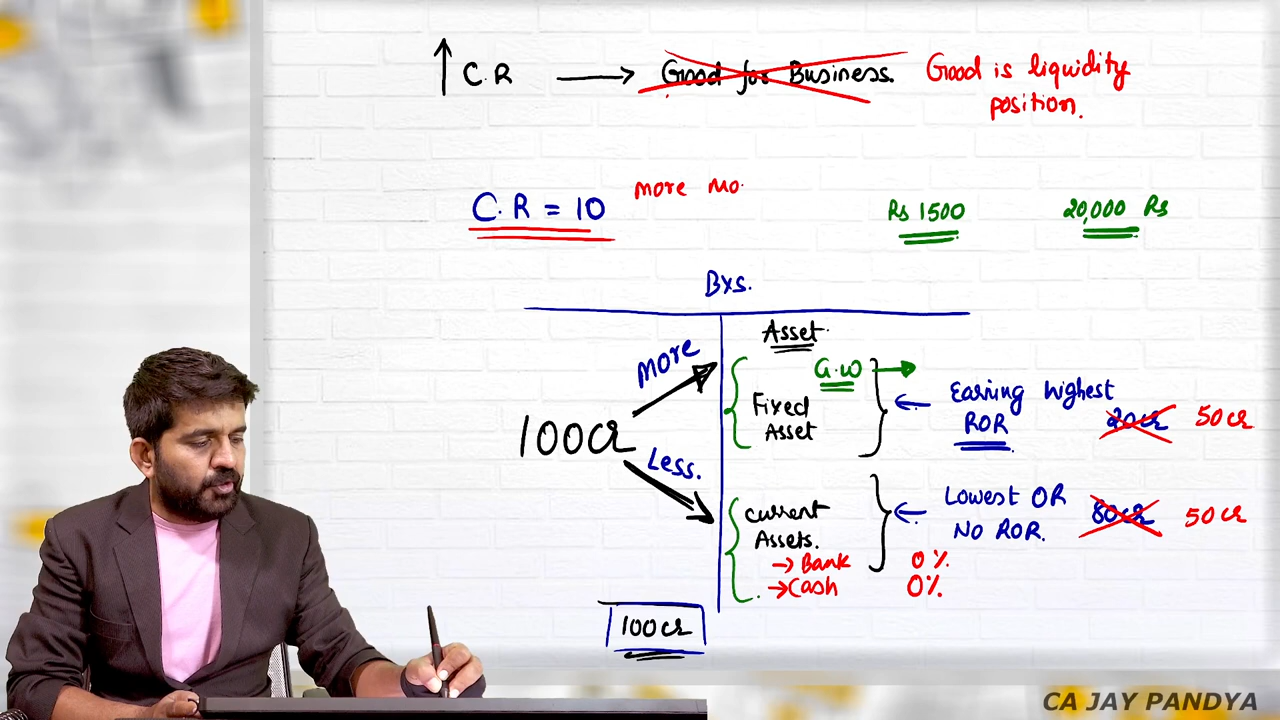 ↑ C.R → Good for Business. Good is liquidity
position.
C.R = 10 more no.
Rs 1500 20,000 Rs
B/s.
Asset
more
G.W →
Fixed
Asset
← Earning highest
ROR
20cr 50cr
100cr
Less.
Current
Assets.
← Lowest OR
No ROR.
80cr 50cr
→ Bank 0%
→ Cash 0%
100cr
CA JAY PANDYA